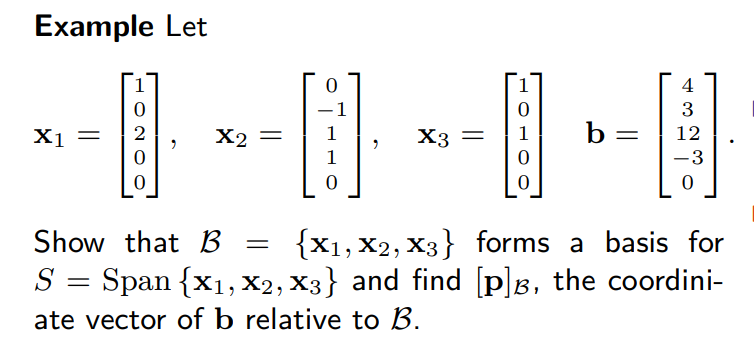 Example Let
x₁ = [1 0 2 0 0], x₂ = [0 −1 1 1 0], x₃ = [1 0 1 0 0] b = [4 3 12 −3 0].
Show that ℬ = {x₁, x₂, x₃} forms a basis for
S = Span {x₁, x₂, x₃} and find [p]ℬ, the coordini-
ate vector of b relative to ℬ.